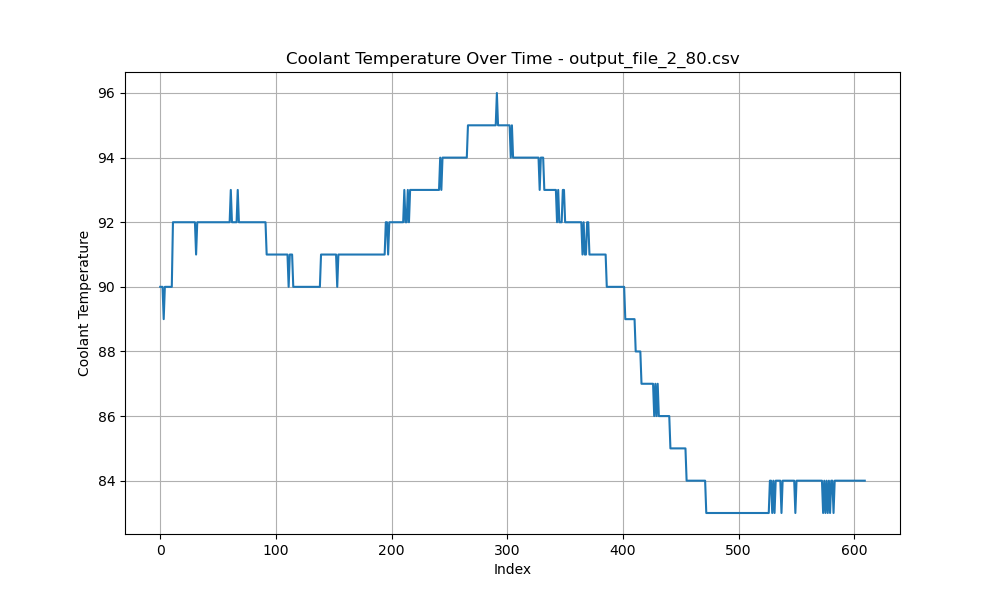 Coolant Temperature Over Time - output_file_2_80.csv
96
94
92
90
88
86
84
Coolant Temperature
0 100 200 300 400 500 600
Index